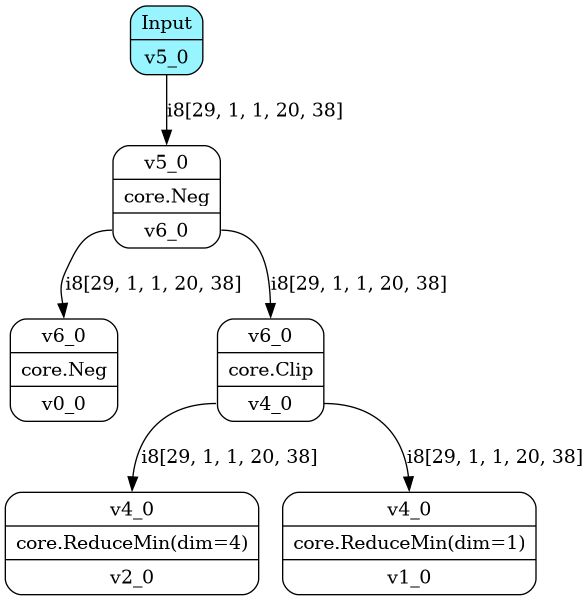 Input
v5_0
i8[29, 1, 1, 20, 38]
v5_0
core.Neg
v6_0
i8[29, 1, 1, 20, 38]
i8[29, 1, 1, 20, 38]
v6_0
core.Neg
v0_0
v6_0
core.Clip
v4_0
i8[29, 1, 1, 20, 38]
i8[29, 1, 1, 20, 38]
v4_0
core.ReduceMin(dim=4)
v2_0
v4_0
core.ReduceMin(dim=1)
v1_0